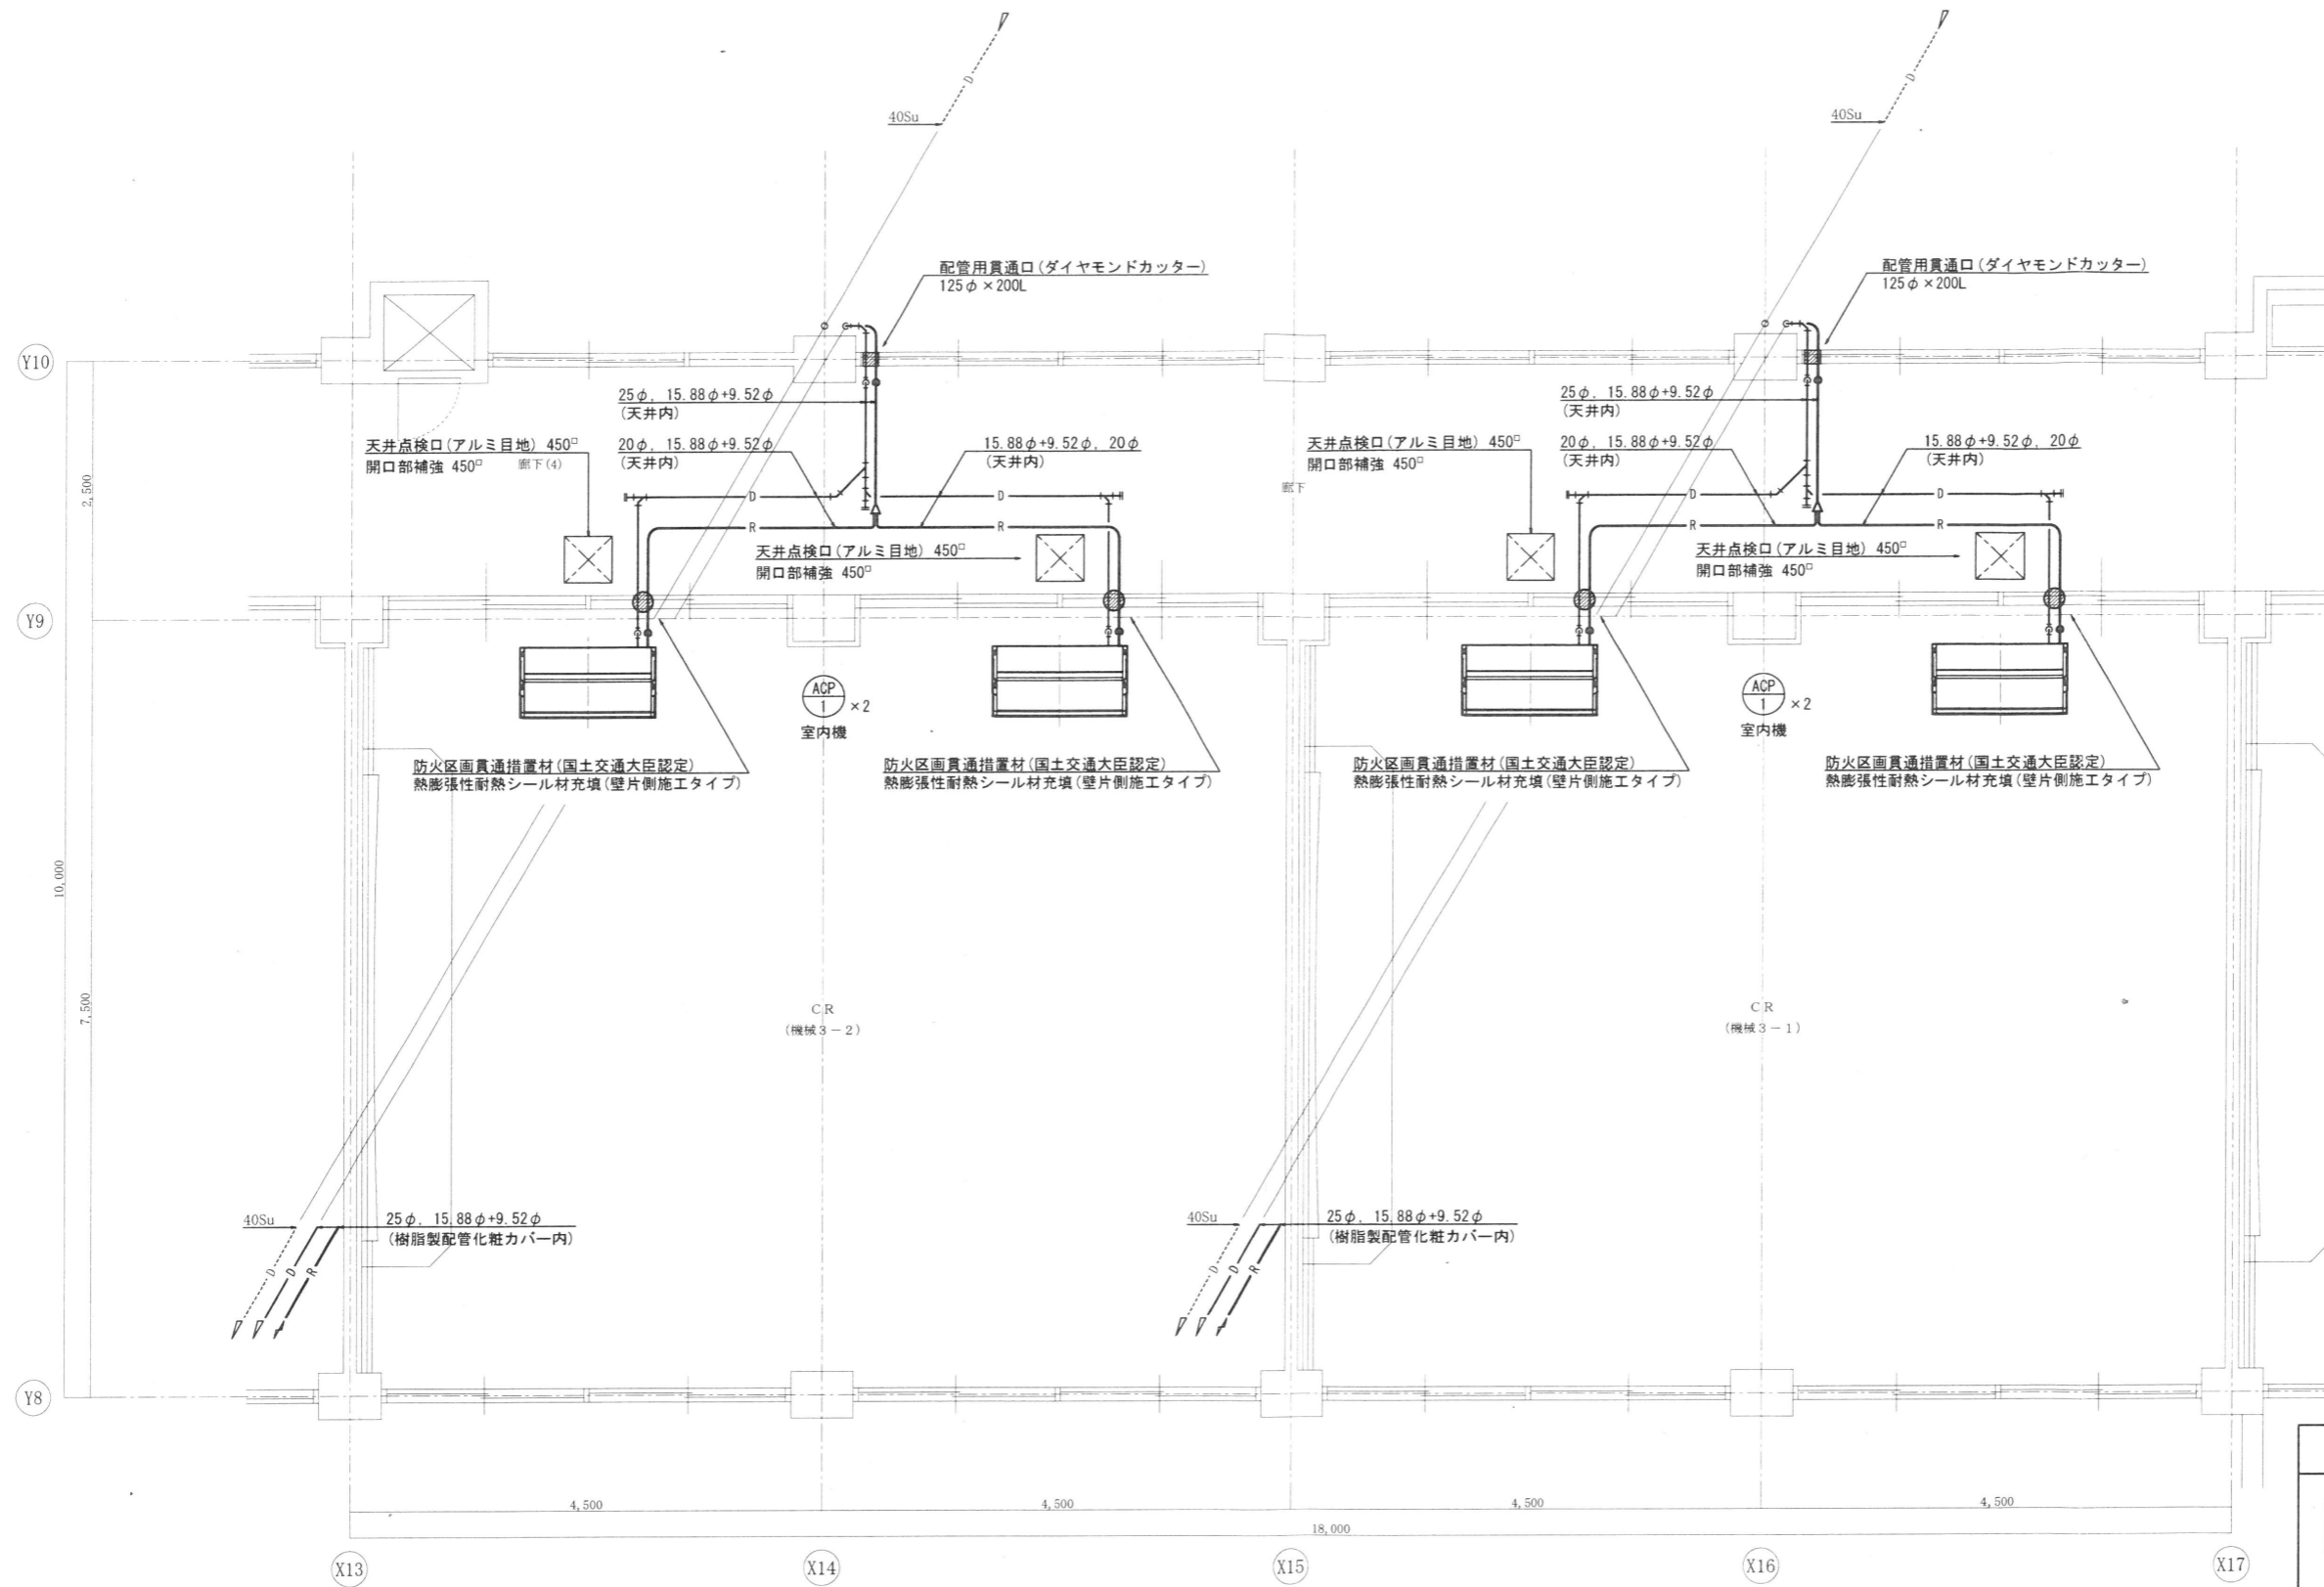 40Su
D
40Su
D
配管用貫通口(ダイヤモンドカッター)
125φ×200L
配管用貫通口(ダイヤモンドカッター)
125φ×200L
Y10
25φ, 15.88φ+9.52φ
(天井内)
25φ, 15.88φ+9.52φ
(天井内)
天井点検口(アルミ目地) 450□
開口部補強 450□
廊下(4)
20φ, 15.88φ+9.52φ
(天井内)
15.88φ+9.52φ, 20φ
(天井内)
天井点検口(アルミ目地) 450□
開口部補強 450□
20φ, 15.88φ+9.52φ
(天井内)
15.88φ+9.52φ, 20φ
(天井内)
2,500
廊下
D
D
D
D
R
R
R
R
天井点検口(アルミ目地) 450□
開口部補強 450□
天井点検口(アルミ目地) 450□
開口部補強 450□
Y9
ACP
1
×2
室内機
ACP
1
×2
室内機
防火区画貫通措置材(国土交通大臣認定)
熱膨張性耐熱シール材充填(壁片側施工タイプ)
防火区画貫通措置材(国土交通大臣認定)
熱膨張性耐熱シール材充填(壁片側施工タイプ)
防火区画貫通措置材(国土交通大臣認定)
熱膨張性耐熱シール材充填(壁片側施工タイプ)
防火区画貫通措置材(国土交通大臣認定)
熱膨張性耐熱シール材充填(壁片側施工タイプ)
10,000
7,500
CR
(機械3-2)
CR
(機械3-1)
40Su
25φ, 15.88φ+9.52φ
(樹脂製配管化粧カバー内)
D
D
R
40Su
25φ, 15.88φ+9.52φ
(樹脂製配管化粧カバー内)
D
D
R
Y8
4,500
4,500
4,500
4,500
18,000
X13
X14
X15
X16
X17